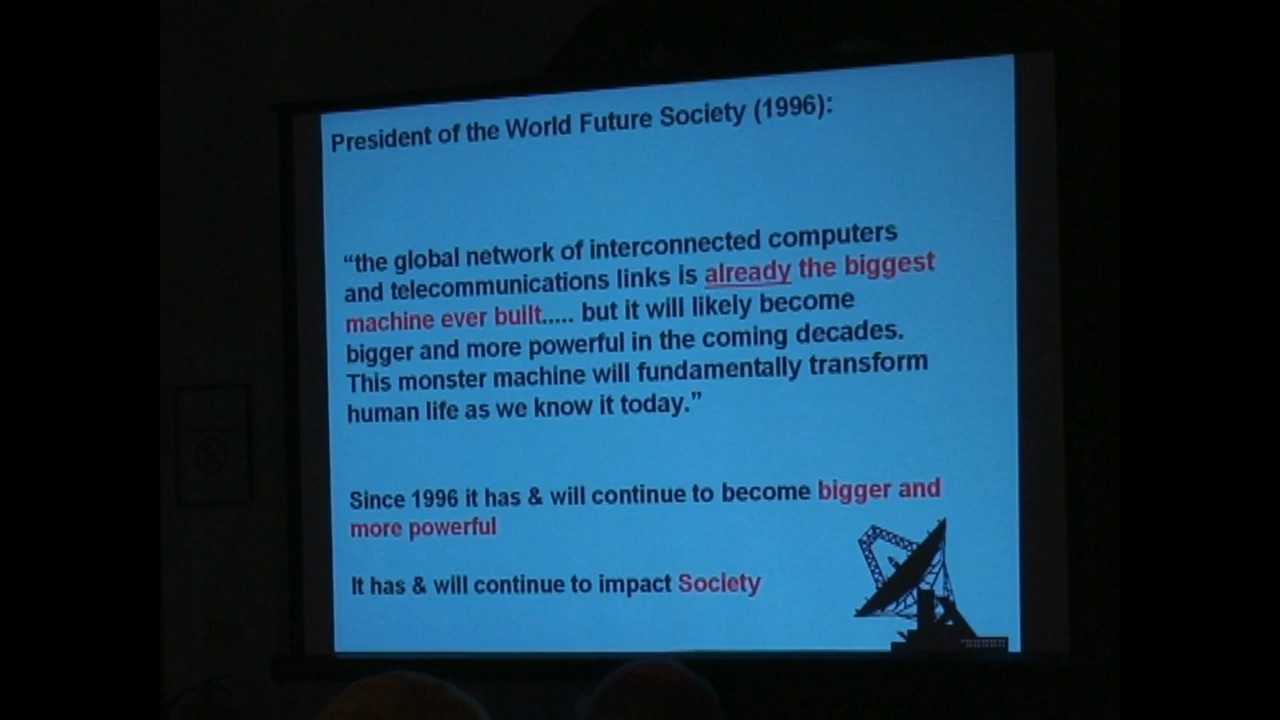 President of the World Future Society (1996):
“the global network of interconnected computers
and telecommunications links is already the biggest
machine ever built..... but it will likely become
bigger and more powerful in the coming decades.
This monster machine will fundamentally transform
human life as we know it today.”
Since 1996 it has & will continue to become bigger and
more powerful
It has & will continue to impact Society